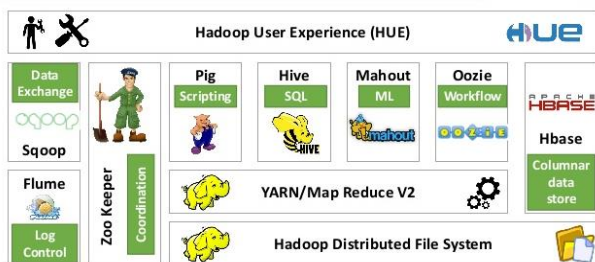 Hadoop User Experience (HUE)
HUE
Data
Exchange
sqoop
Sqoop
Flume
Log
Control
Zoo Keeper
Coordination
Pig
Scripting
Hive
SQL
HIVE
Mahout
ML
mahout
Oozie
Workflow
OOZIE
YARN/Map Reduce V2
Hadoop Distributed File System
APACHE
HBASE
Hbase
Columnar
data
store